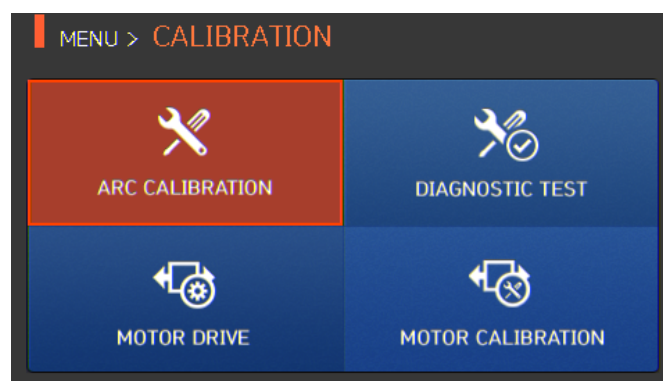 MENU > CALIBRATION
ARC CALIBRATION
DIAGNOSTIC TEST
MOTOR DRIVE
MOTOR CALIBRATION